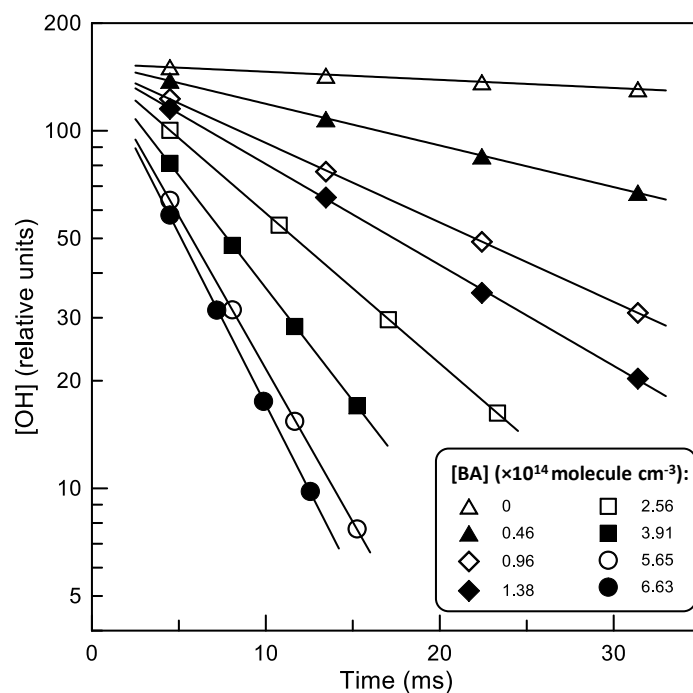 200
100
50
30
20
10
5
[OH] (relative units)
0 10 20 30
Time (ms)
[BA] (×10¹⁴ molecule cm⁻³):
0 2.56
0.46 3.91
0.96 5.65
1.38 6.63